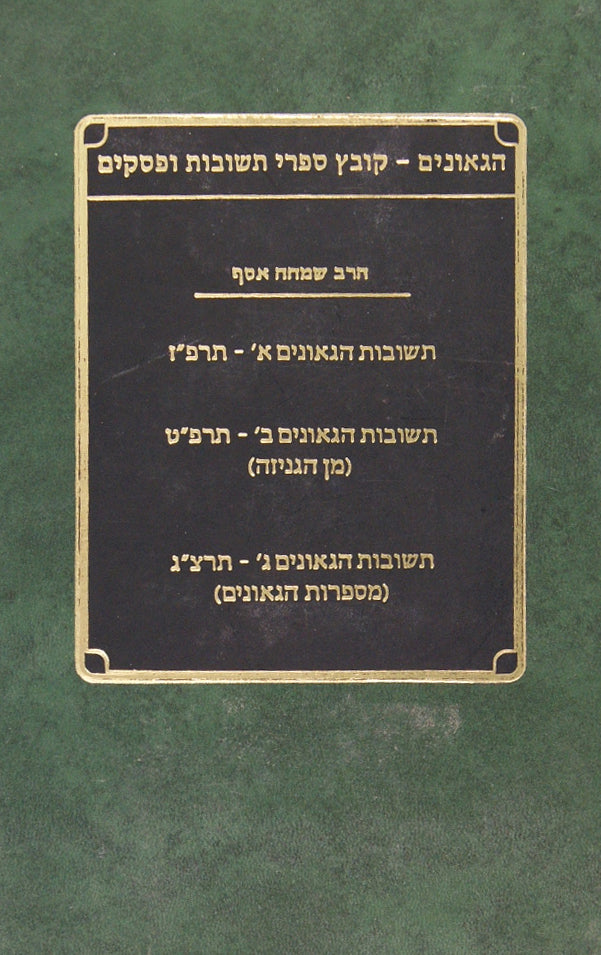 הגאונים - קובץ ספרי תשובות ופסקים
הרב שמחה אסף
תשובות הגאונים א' - תרפ"ז
תשובות הגאונים ב' - תרפ"ט
(מן הגניזה)
תשובות הגאונים ג' - תרצ"ג
(מספרות הגאונים)